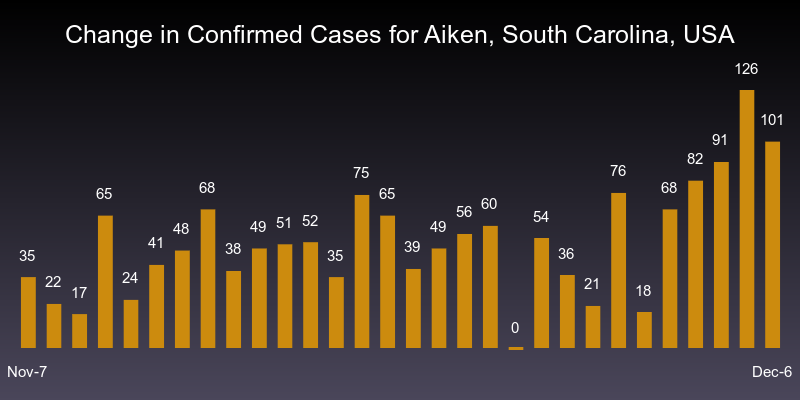 Change in Confirmed Cases for Aiken, South Carolina, USA
35 22 17 65 24 41 48 68 38 49 51 52 35 75 65 39 49 56 60 0 54 36 21 76 18 68 82 91 126 101
Nov-7 Dec-6